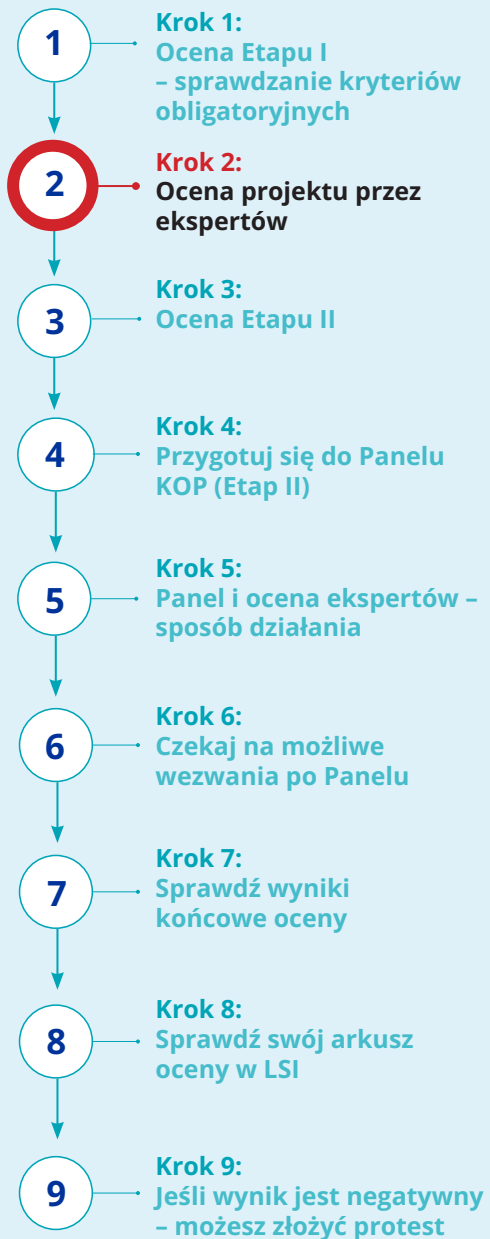 1
Krok 1:
Ocena Etapu I
– sprawdzanie kryteriów
obligatoryjnych
2
Krok 2:
Ocena projektu przez
ekspertów
3
Krok 3:
Ocena Etapu II
4
Krok 4:
Przygotuj się do Panelu
KOP (Etap II)
5
Krok 5:
Panel i ocena ekspertów –
sposób działania
6
Krok 6:
Czekaj na możliwe
wezwania po Panelu
7
Krok 7:
Sprawdź wyniki
końcowe oceny
8
Krok 8:
Sprawdź swój arkusz
oceny w LSI
9
Krok 9:
Jeśli wynik jest negatywny
– możesz złożyć protest